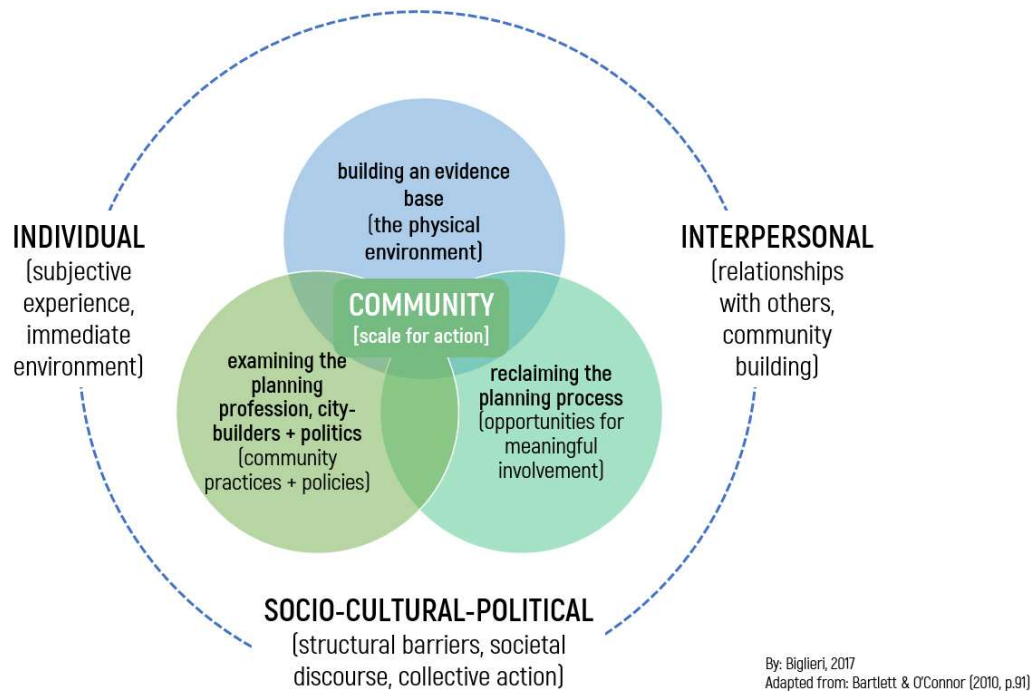 building an evidence
base
(the physical
environment)
INDIVIDUAL
(subjective
experience,
immediate
environment)
INTERPERSONAL
(relationships
with others,
community
building)
COMMUNITY
[scale for action]
examining the
planning
profession, city-
builders + politics
(community
practices + policies)
reclaiming the
planning process
(opportunities for
meaningful
involvement)
SOCIO-CULTURAL-POLITICAL
(structural barriers, societal
discourse, collective action)
By: Biglieri, 2017
Adapted from: Bartlett & O'Connor (2010, p.91)